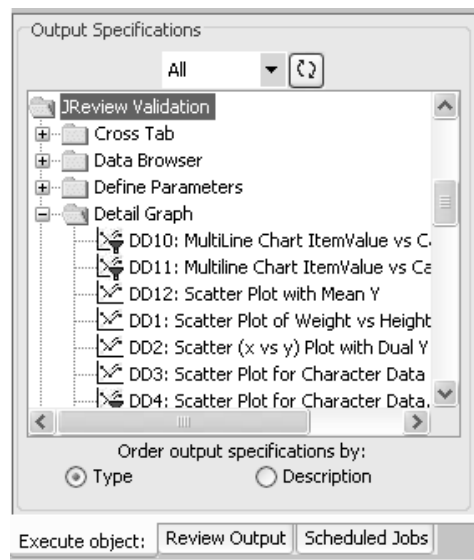 Output Specifications
All
JReview Validation
Cross Tab
Data Browser
Define Parameters
Detail Graph
DD10: MultiLine Chart ItemValue vs
DD11: Multiline Chart ItemValue vs Ca
DD12: Scatter Plot with Mean Y
DD1: Scatter Plot of Weight vs Height
DD2: Scatter (x vs y) Plot with Dual Y
DD3: Scatter Plot for Character Data
DD4: Scatter Plot for Character Data.
Order output specifications by:
Type Description
Execute object: Review Output Scheduled Jobs